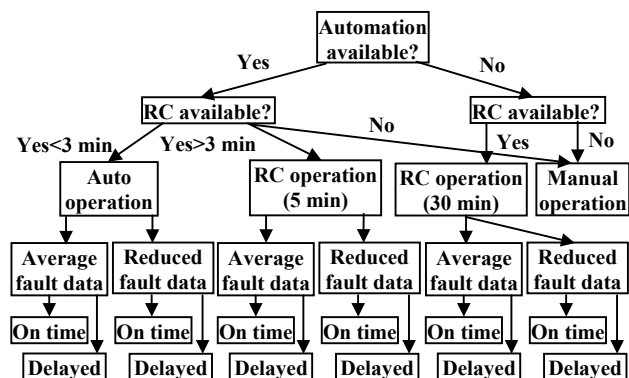 Automation
available?
Yes
No
RC available?
RC available?
Yes<3 min
Yes>3 min
No
Yes
No
Auto
operation
RC operation
(5 min)
RC operation
(30 min)
Manual
operation
Average
fault data
Reduced
fault data
Average
fault data
Reduced
fault data
Average
fault data
Reduced
fault data
On time
On time
On time
On time
On time
On time
Delayed
Delayed
Delayed
Delayed
Delayed
Delayed